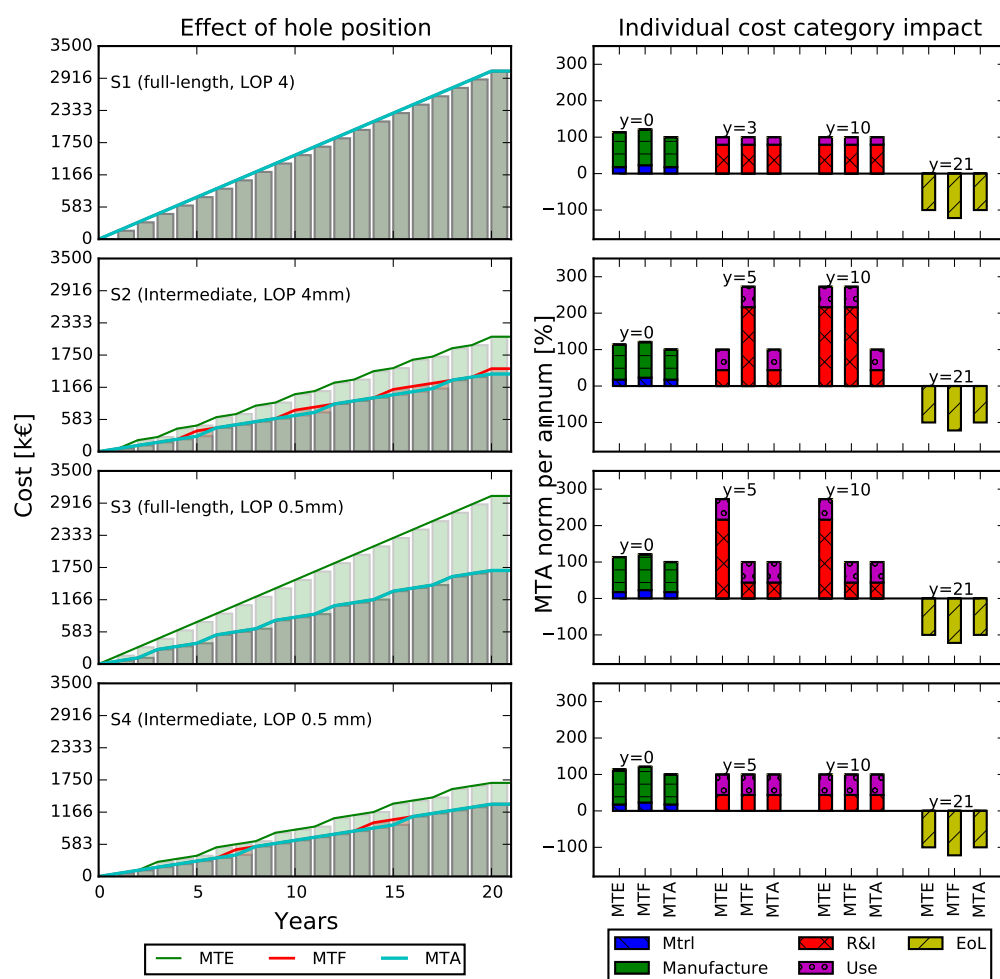 Effect of hole position
Individual cost category impact
3500
2916
2333
1750
1166
583
0
S1 (full-length, LOP 4)
300
200
100
0
−100
y=0
y=3
y=10
y=21
3500
2916
2333
1750
1166
583
0
S2 (Intermediate, LOP 4mm)
300
200
100
0
−100
y=0
y=5
y=10
y=21
3500
2916
2333
1750
1166
583
0
S3 (full-length, LOP 0.5mm)
300
200
100
0
−100
y=0
y=5
y=10
y=21
3500
2916
2333
1750
1166
583
0
S4 (Intermediate, LOP 0.5 mm)
300
200
100
0
−100
y=0
y=5
y=10
y=21
Cost [k€]
MTA norm per annum [%]
0 5 10 15 20
Years
MTE MTF MTA MTE MTF MTA MTE MTF MTA MTE MTF MTA
MTE MTF MTA
Mtrl R&I EoL
Manufacture Use